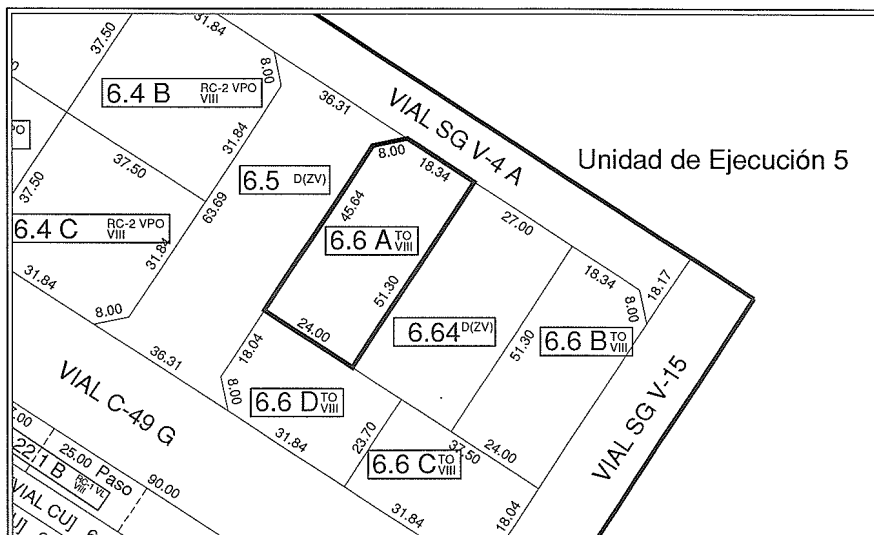 37.50
31.84
8.00
6.4 B RC-2 VPO
VIII
36.31
VIAL SG V-4 A
Unidad de Ejecución 5
31.84
37.50
37.50
6.5 D(ZV)
8.00
18.34
45.64
63.69
6.4 C RC-2 VPO
VIII
31.84
6.6 A TO
VIII
27.00
18.34
18.17
8.00
31.84
8.00
51.30
24.00
6.64 D(ZV)
51.30
6.6 B TO
VIII
36.31
18.04
8.00
VIAL C-49 G
6.6 D TO
VIII
31.84
23.70
37.50
24.00
VIAL SG V-15
6.6 C TO
VIII
31.84
18.04
25.00 Paso
90.00
1 B RC-1 VL
VIII
VIAL CUJ